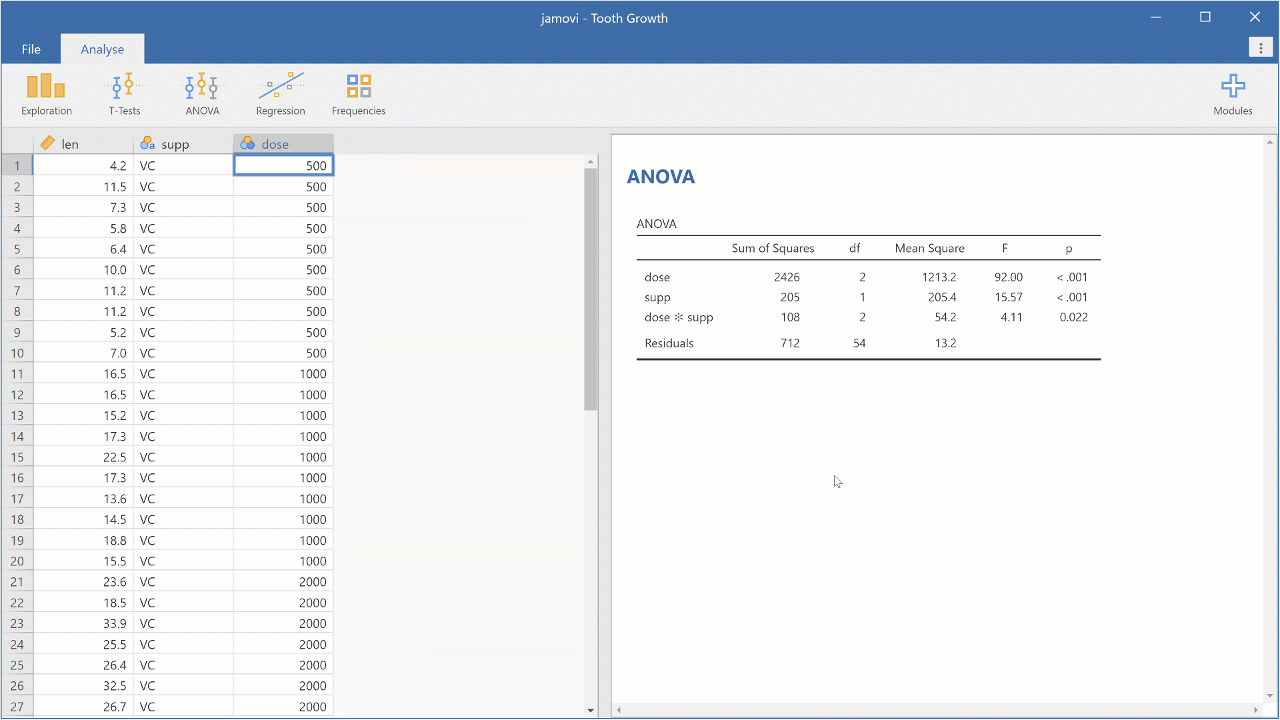 jamovi - Tooth Growth
File Analyse
Exploration T-Tests ANOVA Regression Frequencies Modules
len a supp dose
1 4.2 VC 500
2 11.5 VC 500
3 7.3 VC 500
4 5.8 VC 500
5 6.4 VC 500
6 10.0 VC 500
7 11.2 VC 500
8 11.2 VC 500
9 5.2 VC 500
10 7.0 VC 500
11 16.5 VC 1000
12 16.5 VC 1000
13 15.2 VC 1000
14 17.3 VC 1000
15 22.5 VC 1000
16 17.3 VC 1000
17 13.6 VC 1000
18 14.5 VC 1000
19 18.8 VC 1000
20 15.5 VC 1000
21 23.6 VC 2000
22 18.5 VC 2000
23 33.9 VC 2000
24 25.5 VC 2000
25 26.4 VC 2000
26 32.5 VC 2000
27 26.7 VC 2000
ANOVA
ANOVA
Sum of Squares df Mean Square F p
dose 2426 2 1213.2 92.00 < .001
supp 205 1 205.4 15.57 < .001
dose ✻ supp 108 2 54.2 4.11 0.022
Residuals 712 54 13.2